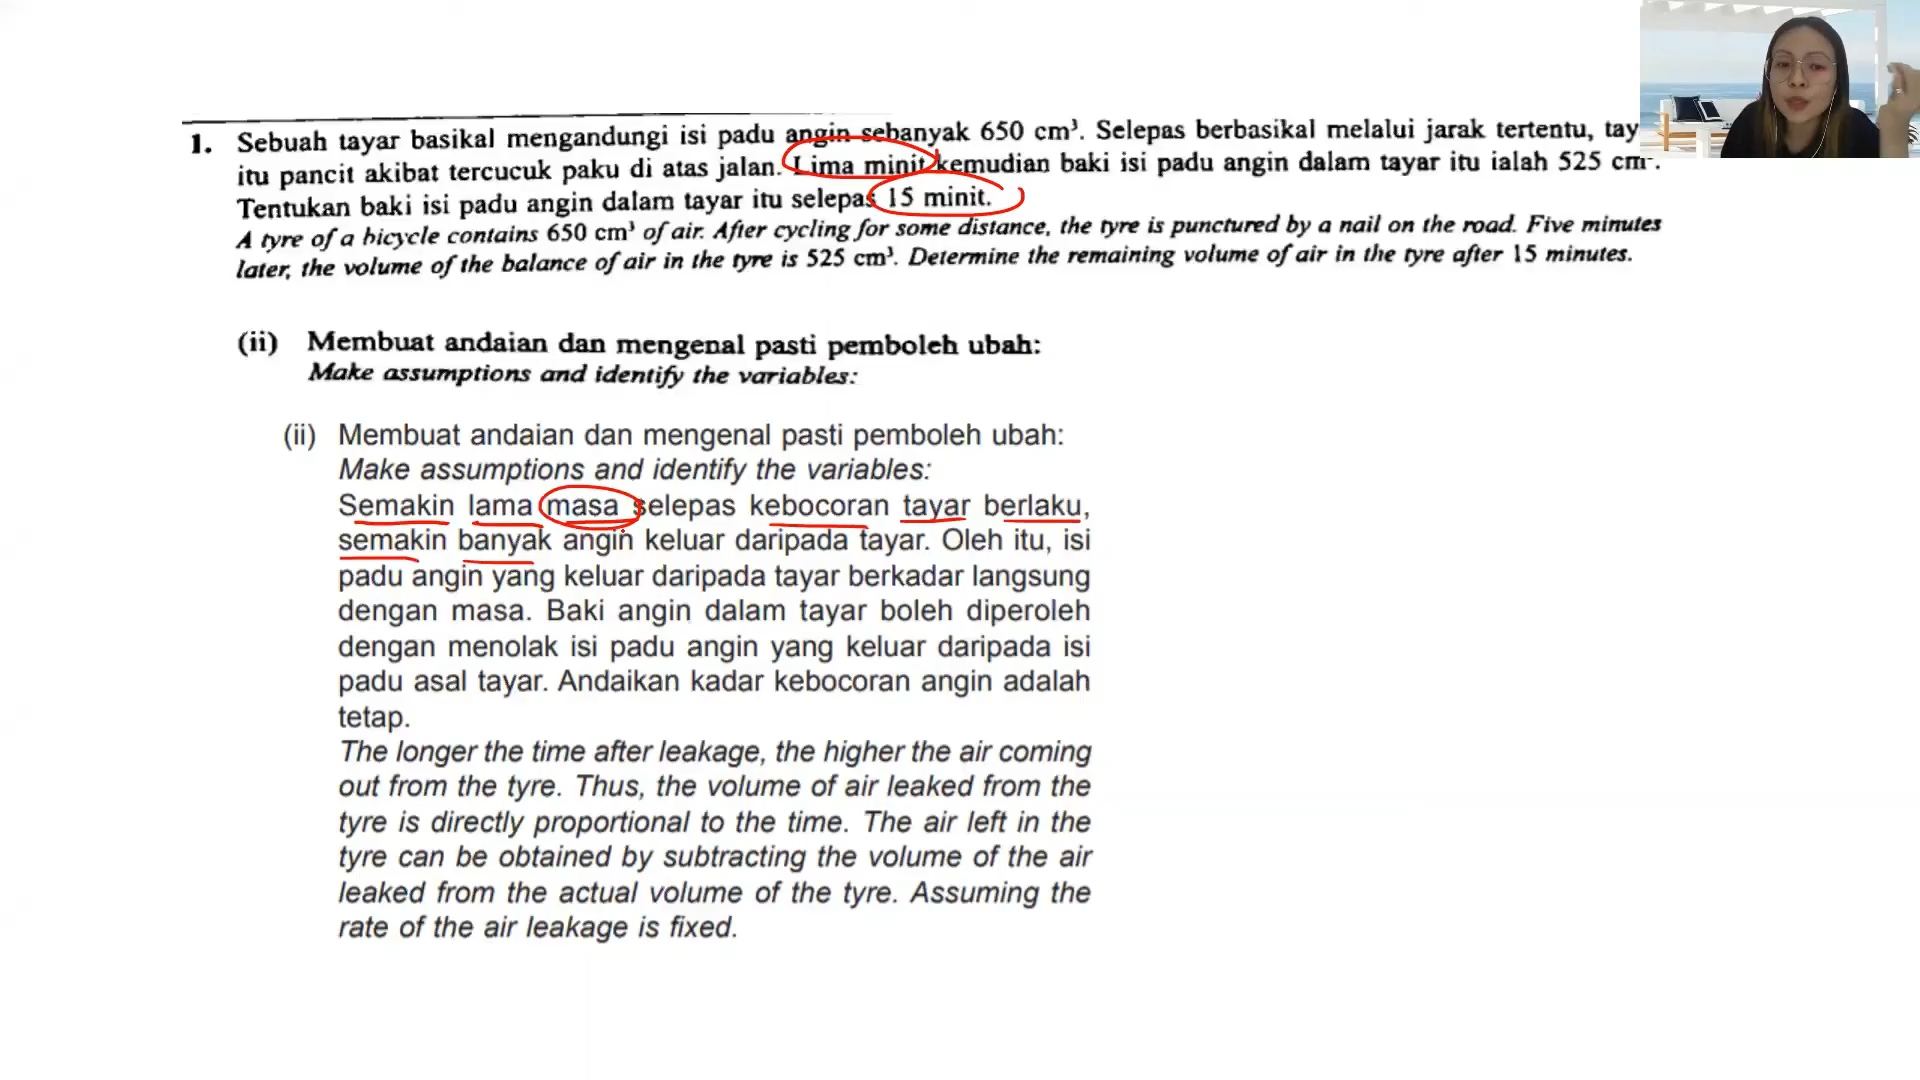 1. Sebuah tayar basikal mengandungi isi padu angin sebanyak 650 cm³. Selepas berbasikal melalui jarak tertentu, tay
itu pancit akibat tercucuk paku di atas jalan. Lima minit kemudian baki isi padu angin dalam tayar itu ialah 525 cm³.
Tentukan baki isi padu angin dalam tayar itu selepas 15 minit.
A tyre of a bicycle contains 650 cm³ of air. After cycling for some distance, the tyre is punctured by a nail on the road. Five minutes
later, the volume of the balance of air in the tyre is 525 cm³. Determine the remaining volume of air in the tyre after 15 minutes.
(ii) Membuat andaian dan mengenal pasti pemboleh ubah:
Make assumptions and identify the variables:
(ii) Membuat andaian dan mengenal pasti pemboleh ubah:
Make assumptions and identify the variables:
Semakin lama masa selepas kebocoran tayar berlaku,
semakin banyak angin keluar daripada tayar. Oleh itu, isi
padu angin yang keluar daripada tayar berkadar langsung
dengan masa. Baki angin dalam tayar boleh diperoleh
dengan menolak isi padu angin yang keluar daripada isi
padu asal tayar. Andaikan kadar kebocoran angin adalah
tetap.
The longer the time after leakage, the higher the air coming
out from the tyre. Thus, the volume of air leaked from the
tyre is directly proportional to the time. The air left in the
tyre can be obtained by subtracting the volume of the air
leaked from the actual volume of the tyre. Assuming the
rate of the air leakage is fixed.